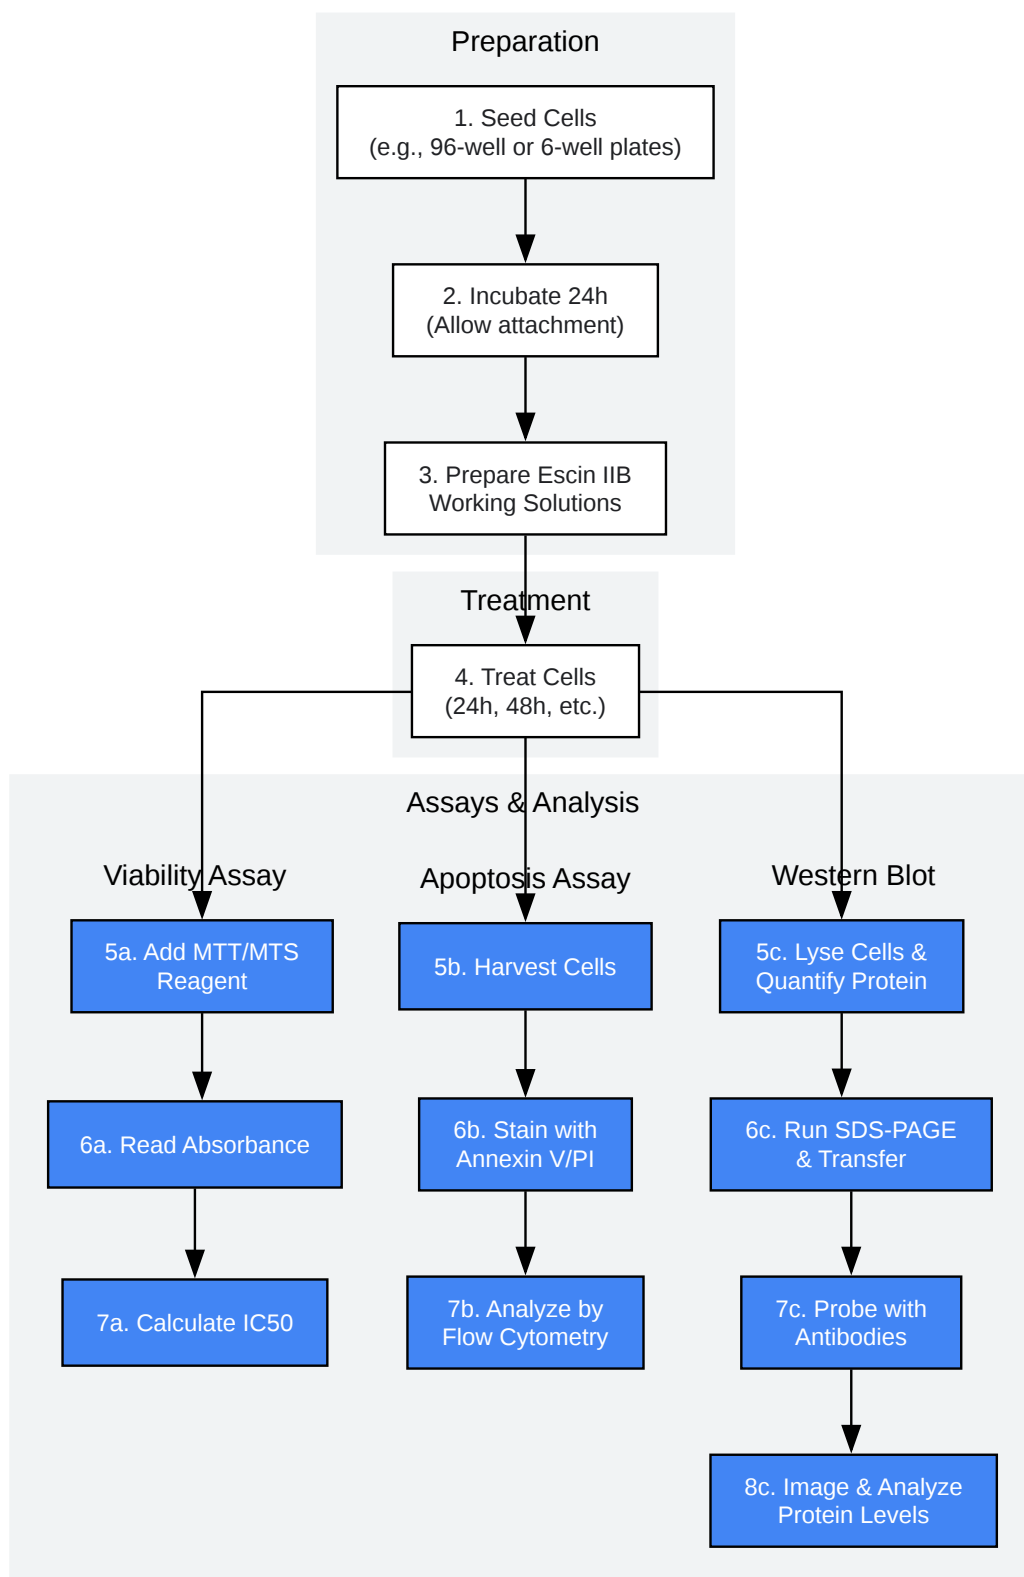 Preparation
1. Seed Cells
(e.g., 96-well or 6-well plates)
2. Incubate 24h
(Allow attachment)
3. Prepare Escin IIB
Working Solutions
Treatment
4. Treat Cells
(24h, 48h, etc.)
Assays & Analysis
Viability Assay
5a. Add MTT/MTS
Reagent
6a. Read Absorbance
7a. Calculate IC50
Apoptosis Assay
5b. Harvest Cells
6b. Stain with
Annexin V/PI
7b. Analyze by
Flow Cytometry
Western Blot
5c. Lyse Cells &
Quantify Protein
6c. Run SDS-PAGE
& Transfer
7c. Probe with
Antibodies
8c. Image & Analyze
Protein Levels